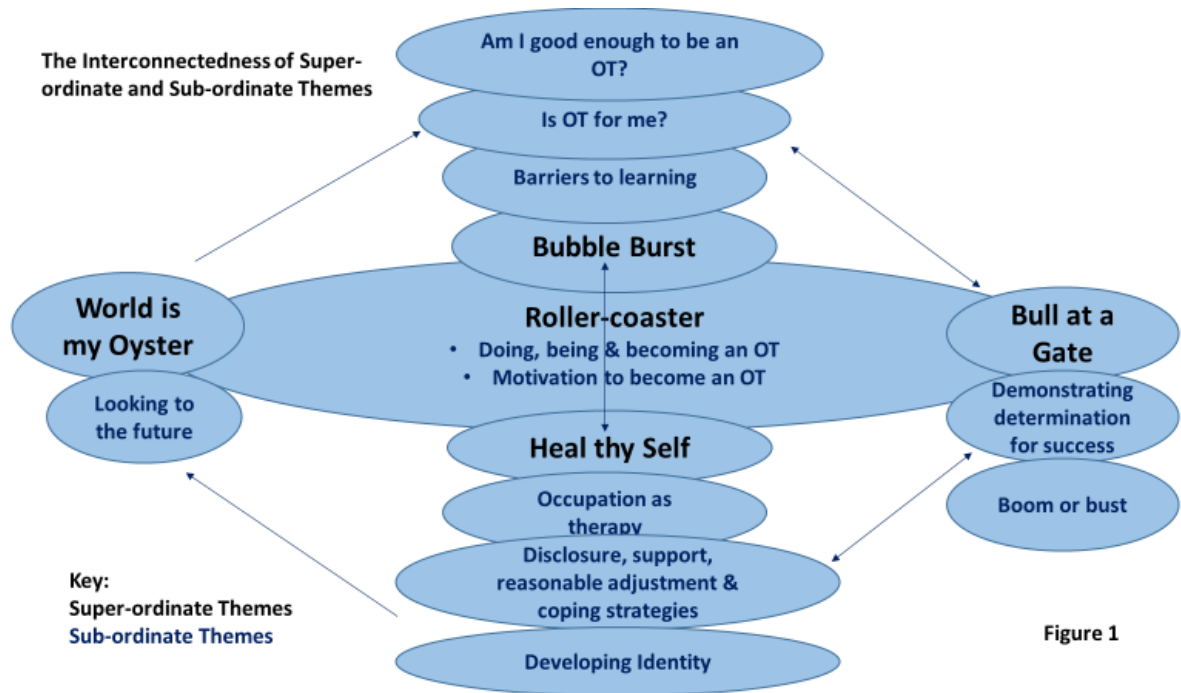 The Interconnectedness of Super-
ordinate and Sub-ordinate Themes
Am I good enough to be an
OT?
Is OT for me?
Barriers to learning
Bubble Burst
World is
my Oyster
Looking to
the future
Roller-coaster
• Doing, being & becoming an OT
• Motivation to become an OT
Bull at a
Gate
Demonstrating
determination
for success
Boom or bust
Heal thy Self
Occupation as
therapy
Disclosure, support,
reasonable adjustment &
coping strategies
Developing Identity
Key:
Super-ordinate Themes
Sub-ordinate Themes
Figure 1